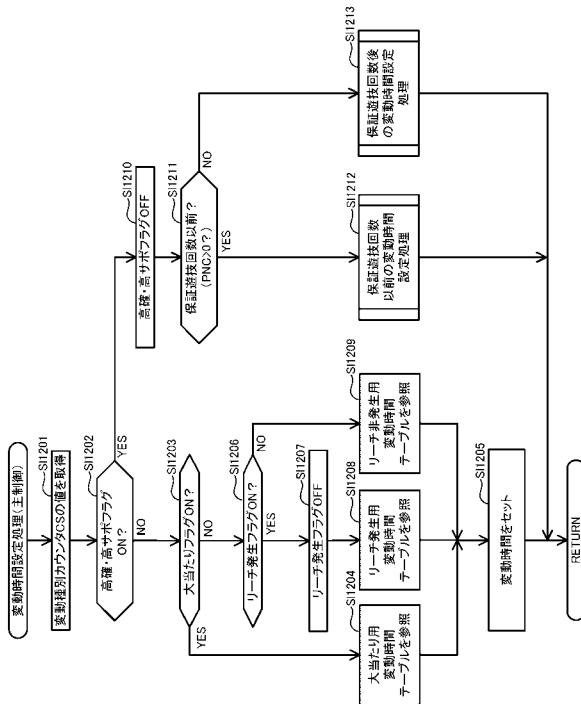 変動時間設定処理(主制御)
SI1201
変動種別カウンタCSの値を取得
SI1202
高確・高サポフラグ
ON?
YES
NO
SI1203
大当たりフラグON?
YES
NO
SI1206
リーチ発生フラグON?
NO
YES
SI1207
リーチ発生フラグOFF
SI1204
大当たり用
変動時間
テーブルを参照
SI1208
リーチ発生用
変動時間
テーブルを参照
SI1209
リーチ非発生用
変動時間
テーブルを参照
SI1205
変動時間をセット
SI1210
高確・高サポフラグOFF
SI1211
保証遊技回数以前?
(PNC>0?)
NO
YES
SI1212
保証遊技回数
以前の変動時間
設定処理
SI1213
保証遊技回数後
の変動時間設定
処理
RETURN